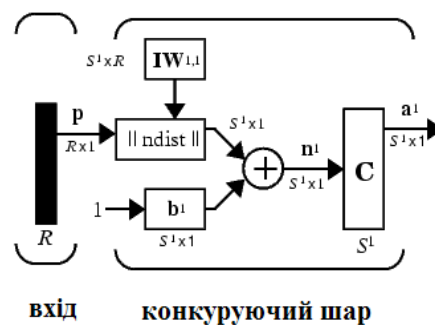 S¹xR
IW1,1
p
Rx1
|| ndist ||
S¹x1
1
b1
S¹x1
+
n1
S¹x1
C
a1
S¹x1
R
S1
вхід
конкуруючий шар